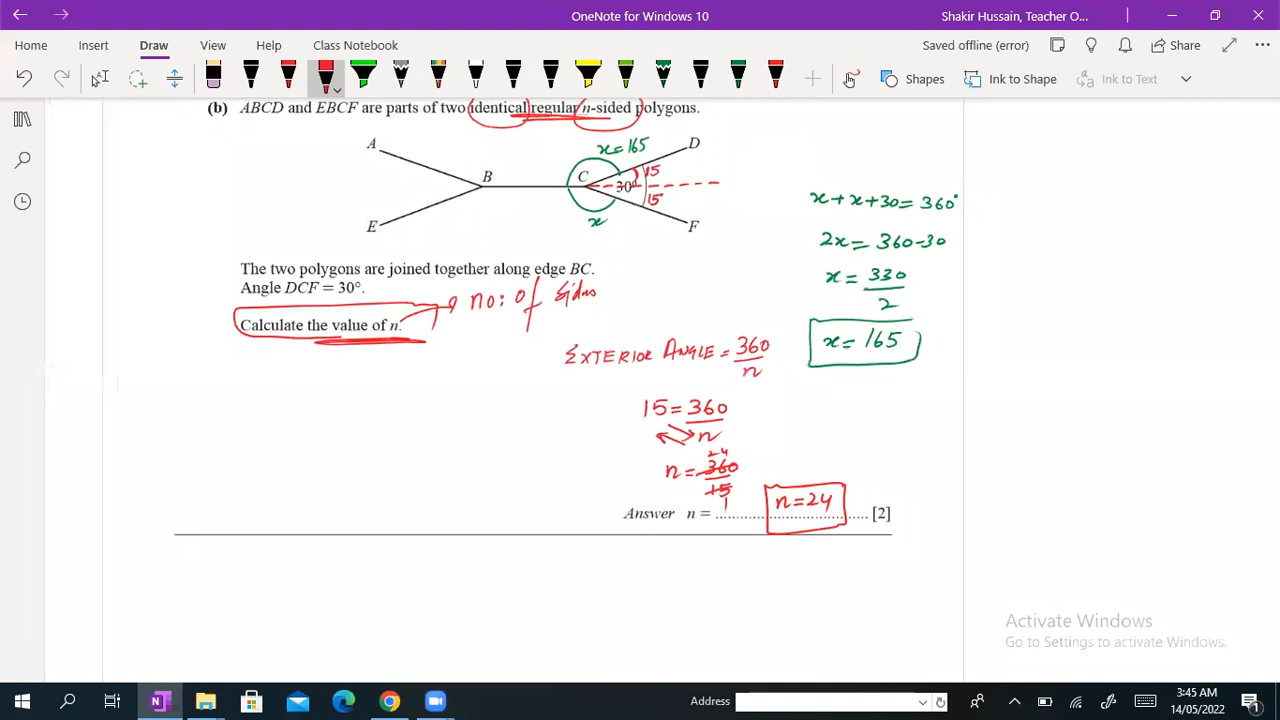 OneNote for Windows 10
Shakir Hussain, Teacher O...
Home Insert Draw View Help Class Notebook
Saved offline (error) Share
Shapes Ink to Shape Ink to Text
(b) ABCD and EBCF are parts of two identical regular n-sided polygons.
A
x=165
D
B
C
30°
15
15
E
x
F
x+x+30=360°
2x=360-30
x=330/2
x=165
The two polygons are joined together along edge BC.
Angle DCF = 30°.
no: of sides
Calculate the value of n.
EXTERIOR ANGLE = 360/n
15=360/n
24
n=360/15
1
Answer n = .......... n=24 .......... [2]
Activate Windows
Go to Settings to activate Windows.
Address
3:45 AM
14/05/2022
1